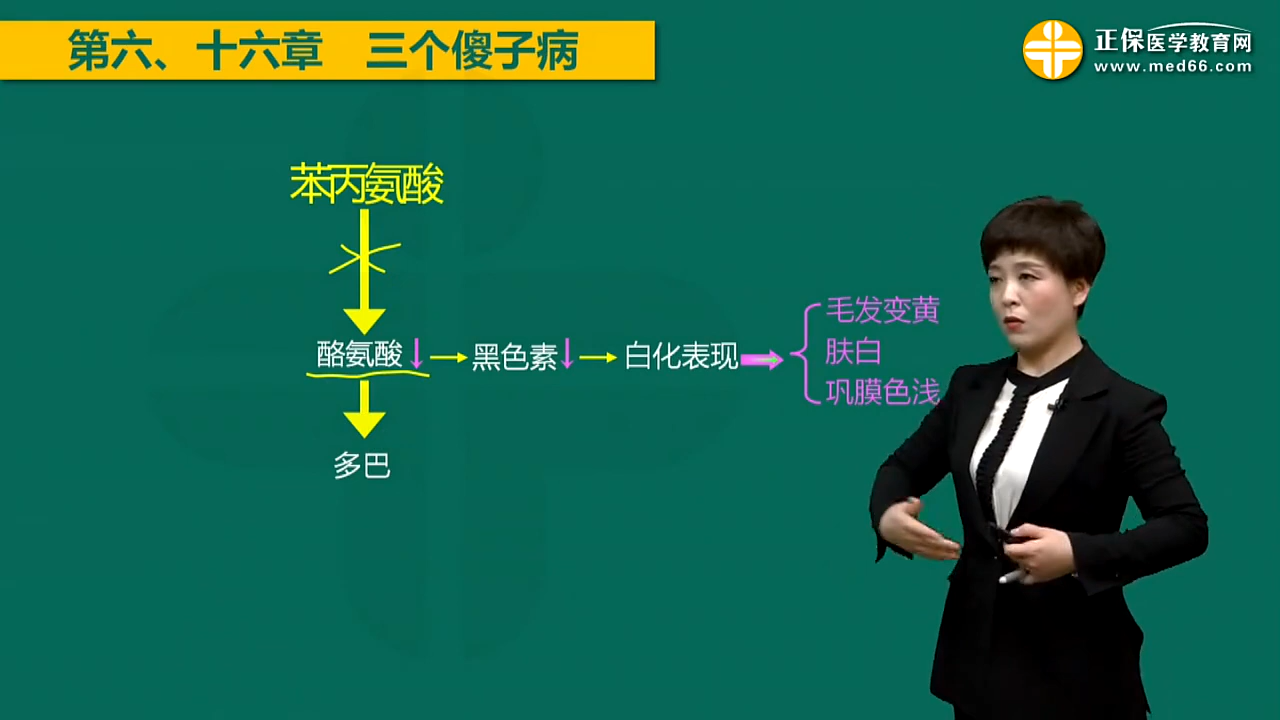 第六、十六章 三个傻子病
正保医学教育网
www.med66.com
苯丙氨酸
酪氨酸↓→黑色素↓→白化表现
毛发变黄
肤白
巩膜色浅
多巴